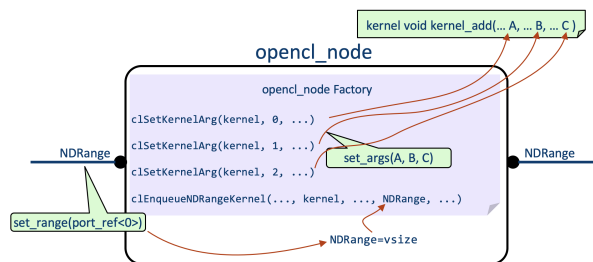 kernel void kernel_add(… A, … B, … C )
opencl_node
opencl_node Factory
clSetKernelArg(kernel, 0, ...)
clSetKernelArg(kernel, 1, ...)
NDRange
set_args(A, B, C)
NDRange
clSetKernelArg(kernel, 2, ...)
clEnqueueNDRangeKernel(..., kernel, ..., NDRange, ...)
set_range(port_ref<0>)
NDRange=vsize